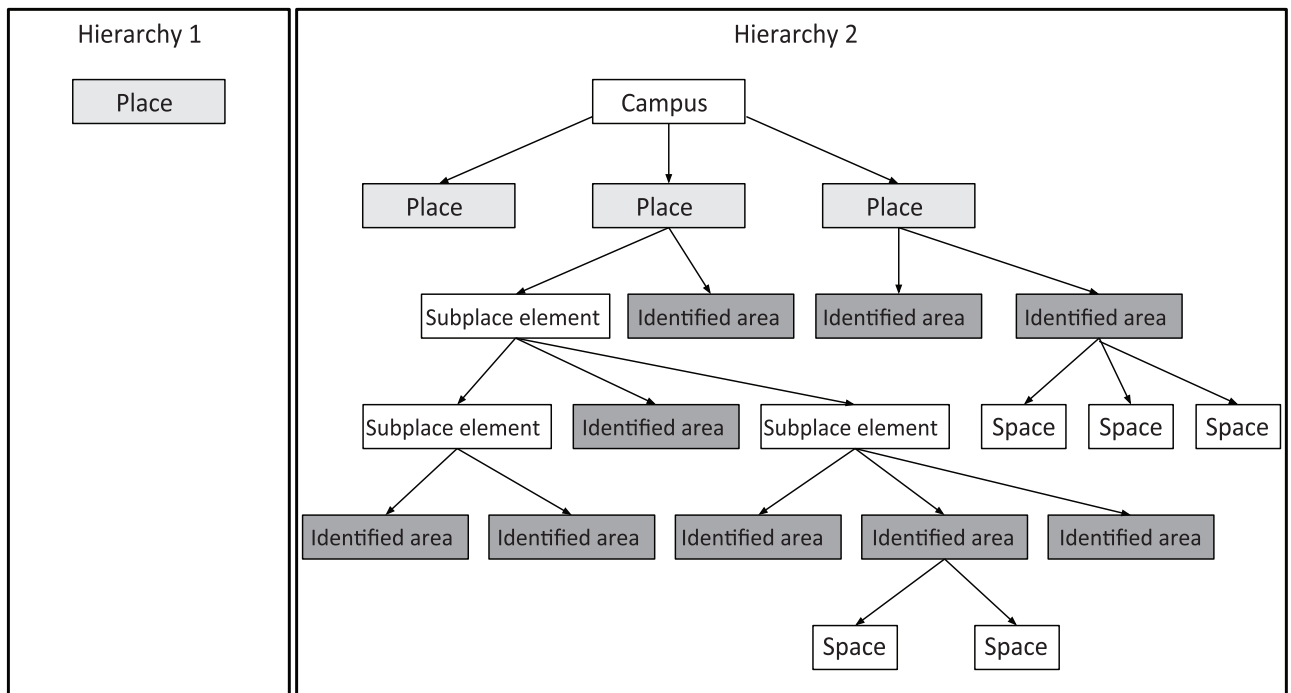 Hierarchy 1
Place
Hierarchy 2
Campus
Place
Place
Place
Subplace element
Identified area
Identified area
Identified area
Subplace element
Identified area
Subplace element
Space
Space
Space
Identified area
Identified area
Identified area
Identified area
Identified area
Space
Space